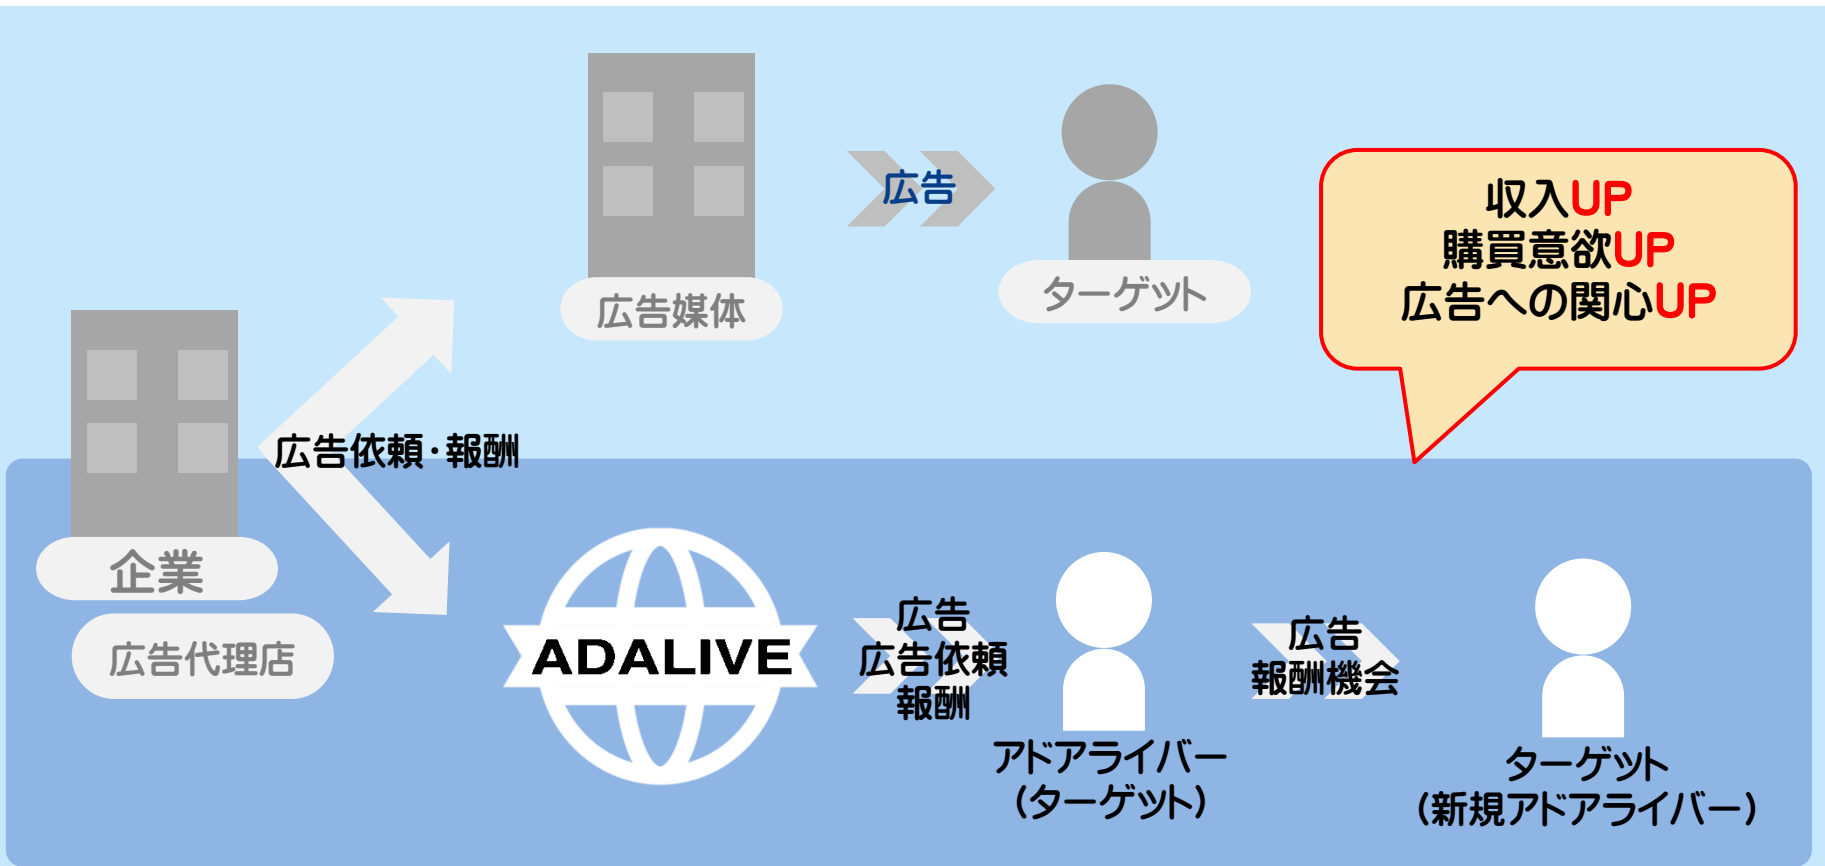 広告
広告媒体
ターゲット
収入UP
購買意欲UP
広告への関心UP
広告依頼・報酬
企業
広告代理店
ADALIVE
広告
広告依頼
報酬
アドアライバー
(ターゲット)
広告
報酬機会
ターゲット
(新規アドアライバー)